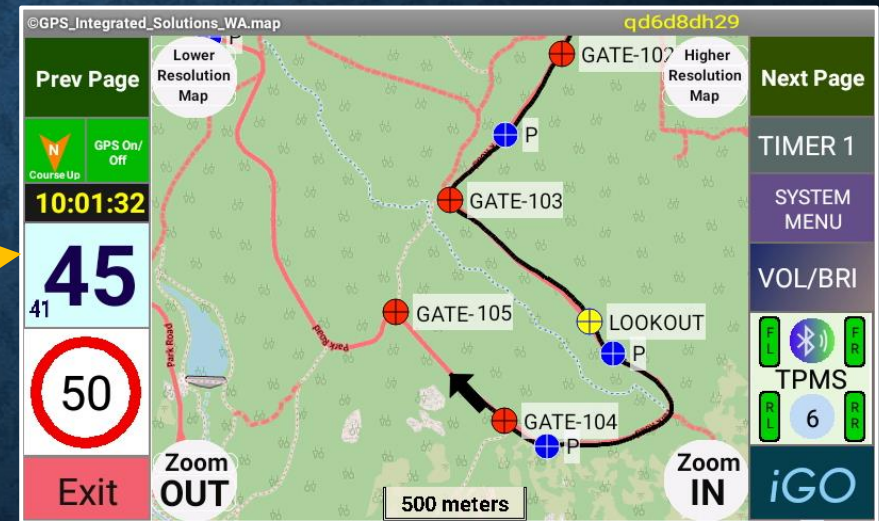 ©GPS_Integrated_Solutions_WA.map
qd6d8dh29
Prev Page
Lower
Resolution
Map
P
GATE-102
Higher
Resolution
Map
Next Page
N
Course Up
GPS On/
Off
P
TIMER 1
10:01:32
GATE-103
SYSTEM
MENU
45
41
VOL/BRI
GATE-105
LOOKOUT
P
Park Road
Park Road
FL
FR
TPMS
50
RL
6
RR
GATE-104
P
Zoom
OUT
Zoom
IN
Exit
500 meters
iGO